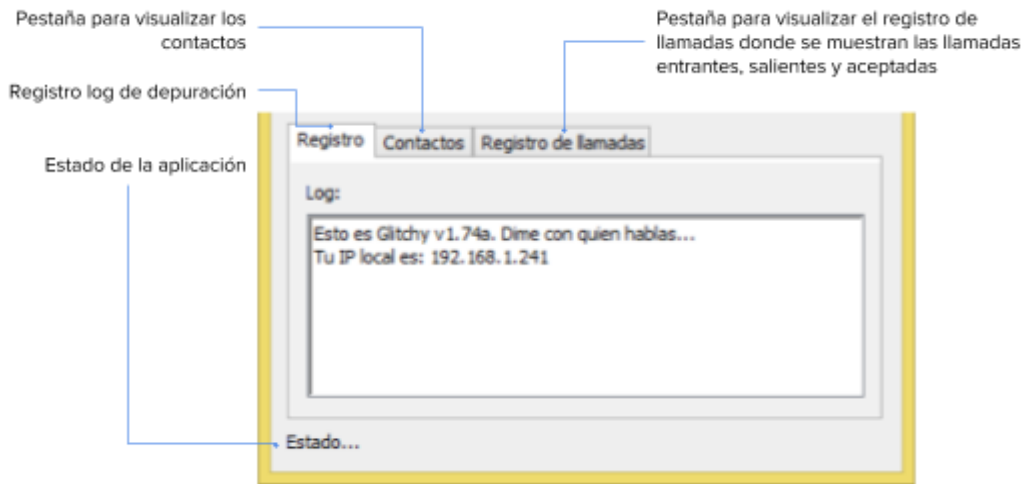 Pestaña para visualizar los
contactos
Pestaña para visualizar el registro de
llamadas donde se muestran las llamadas
entrantes, salientes y aceptadas
Registro log de depuración
Estado de la aplicación
Registro
Contactos
Registro de llamadas
Log:
Esto es Glitchy v1.74a. Dime con quien hablas...
Tu IP local es: 192.168.1.241
Estado...